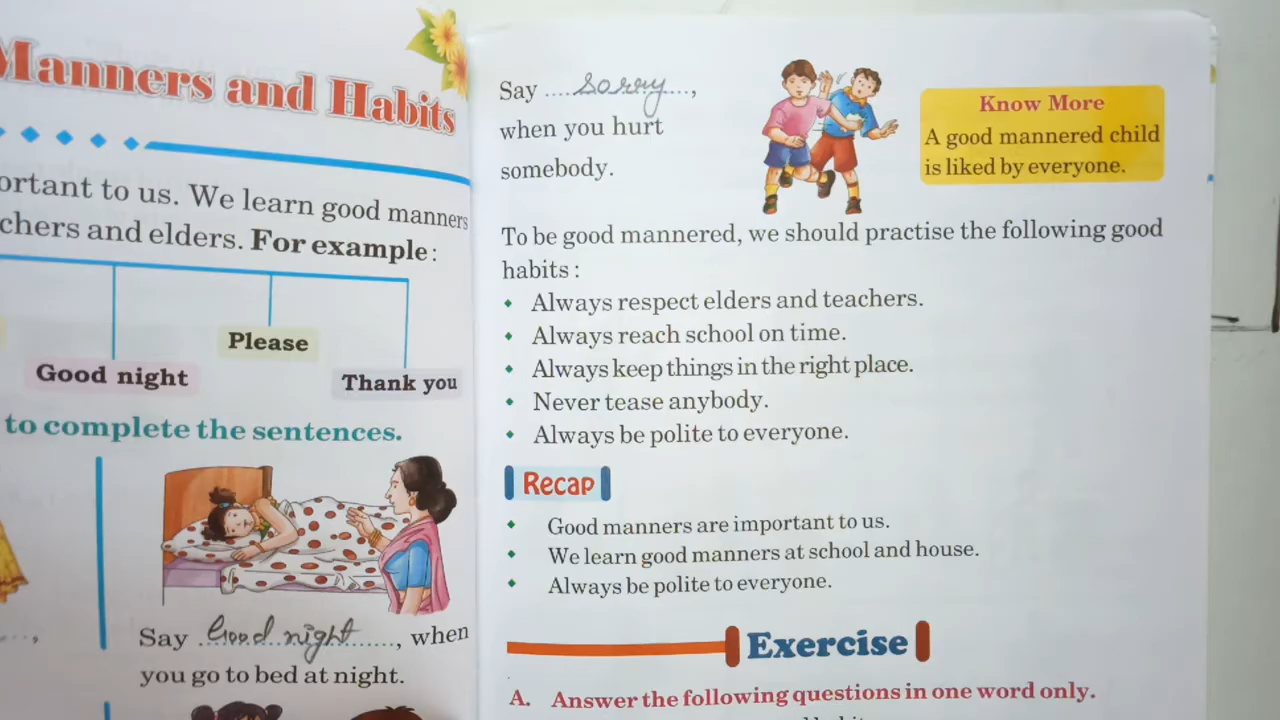 Manners and Habits
ortant to us. We learn good manners
chers and elders. For example :
Please
Good night
Thank you
to complete the sentences.
Say Good night, when
you go to bed at night.
Say sorry,
when you hurt
somebody.
Know More
A good mannered child
is liked by everyone.
To be good mannered, we should practise the following good
habits :
• Always respect elders and teachers.
• Always reach school on time.
• Always keep things in the right place.
• Never tease anybody.
• Always be polite to everyone.
Recap
• Good manners are important to us.
• We learn good manners at school and house.
• Always be polite to everyone.
Exercise
A. Answer the following questions in one word only.